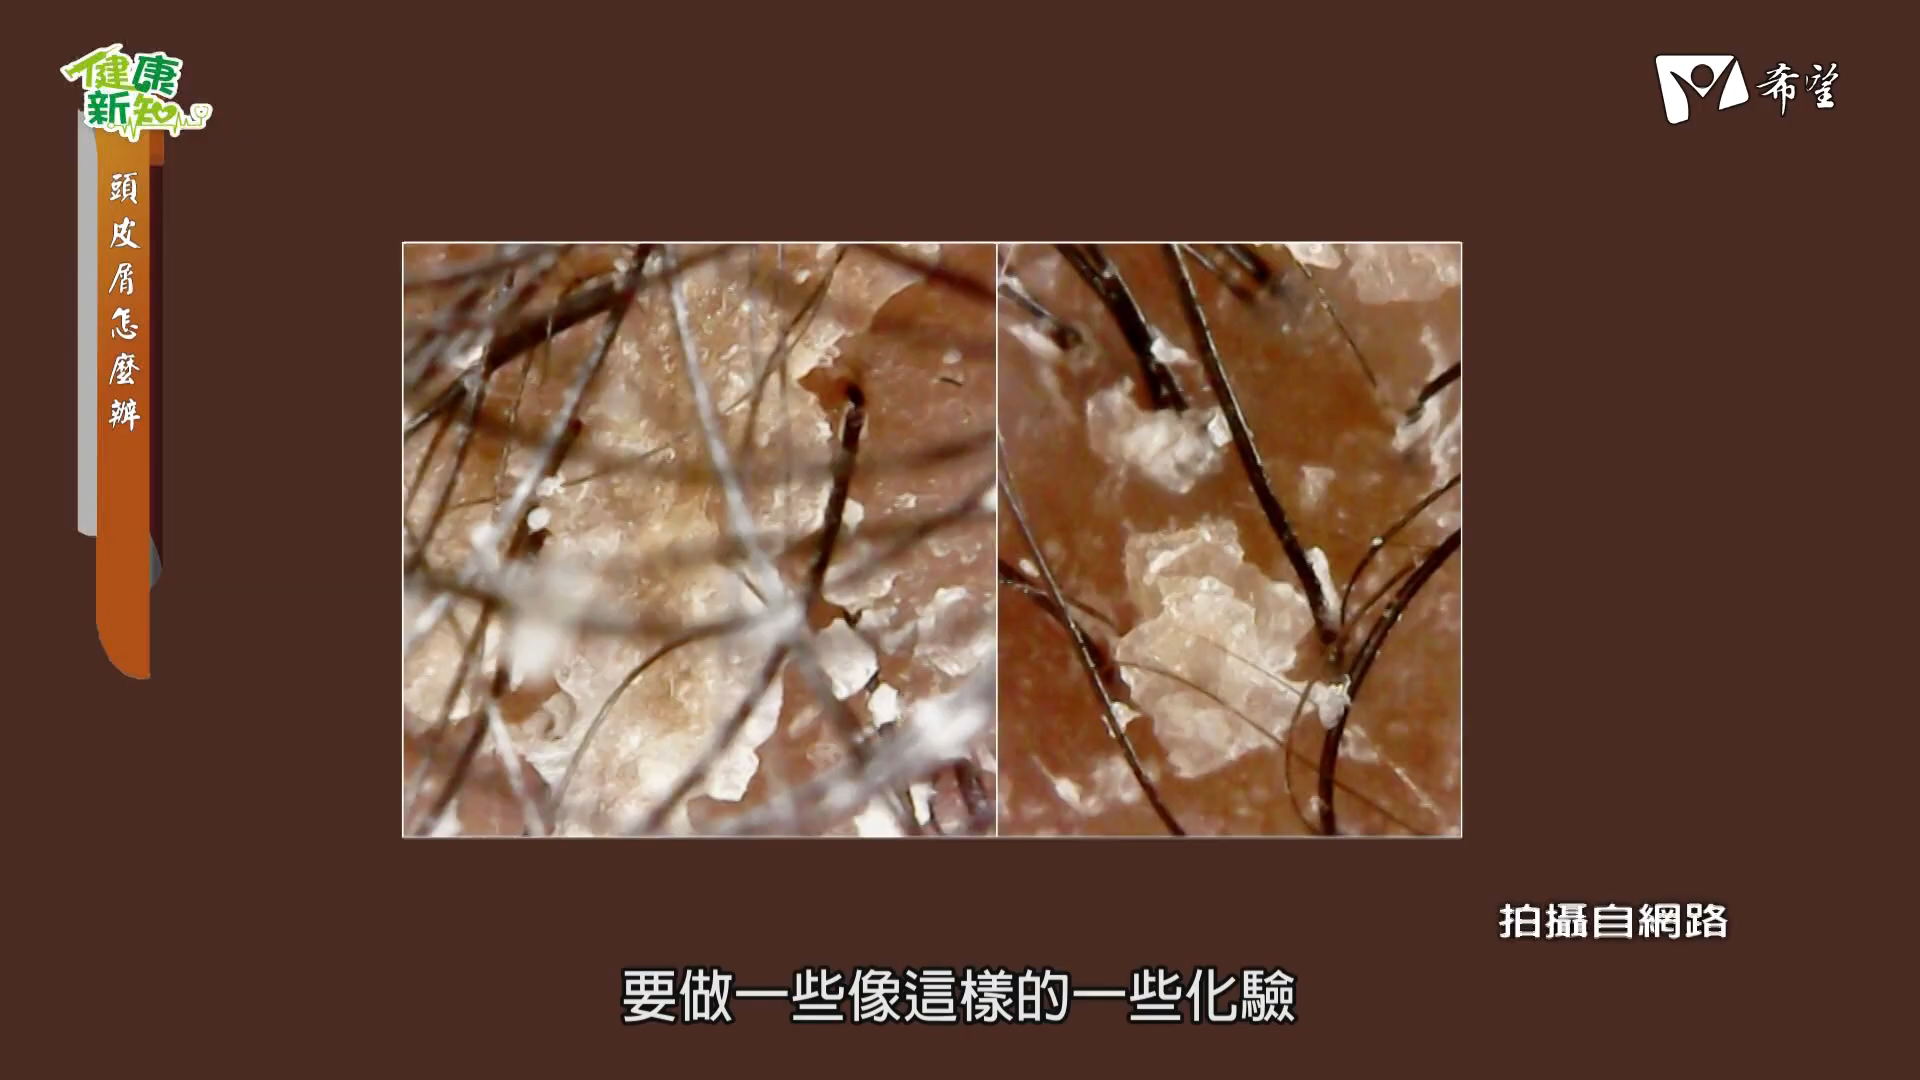 健康
新知
希望
頭皮屑怎麼辦
拍攝自網路
要做一些像這樣的一些化驗